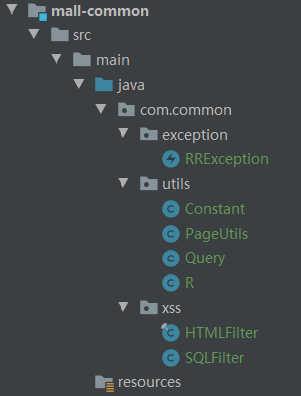 mall-common
src
main
java
com.common
exception
RRException
utils
Constant
PageUtils
Query
R
xss
HTMLFilter
SQLFilter
resources